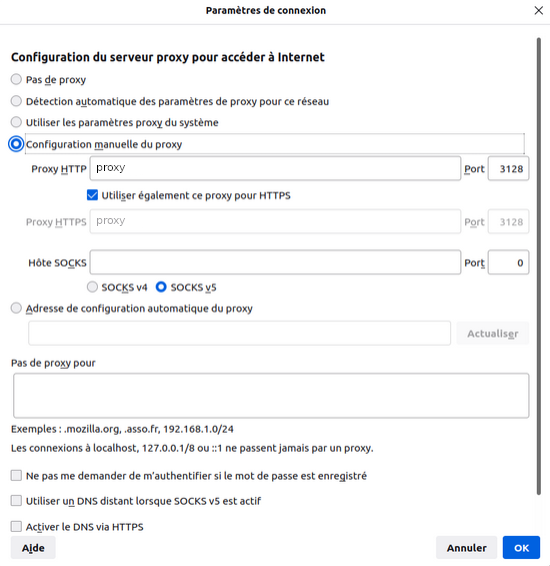 Paramètres de connexion
Configuration du serveur proxy pour accéder à Internet
Pas de proxy
Détection automatique des paramètres de proxy pour ce réseau
Utiliser les paramètres proxy du système
Configuration manuelle du proxy
Proxy HTTP proxy Port 3128
Utiliser également ce proxy pour HTTPS
Proxy HTTPS proxy Port 3128
Hôte SOCKS Port 0
SOCKS v4 SOCKS v5
Adresse de configuration automatique du proxy
Actualiser
Pas de proxy pour
Exemples : .mozilla.org, .asso.fr, 192.168.1.0/24
Les connexions à localhost, 127.0.0.1/8 ou ::1 ne passent jamais par un proxy.
Ne pas me demander de m’authentifier si le mot de passe est enregistré
Utiliser un DNS distant lorsque SOCKS v5 est actif
Activer le DNS via HTTPS
Aide Annuler OK